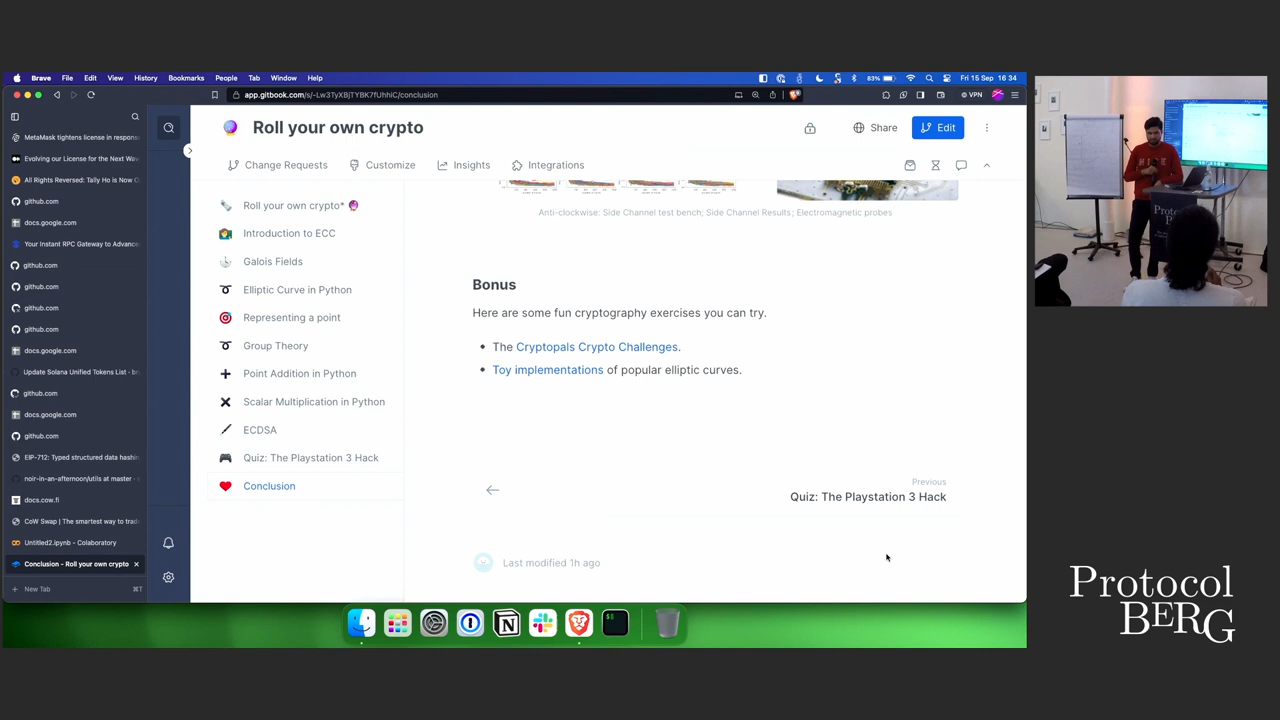 Brave File Edit View History Bookmarks People Tab Window Help
83% Fri 15 Sep 16 34
app.gitbook.com/s/-Lw3TyXBjTYBK7fUhhiC/conclusion
VPN
MetaMask tightens license in respons
Evolving our License for the Next Wav
All Rights Reversed: Tally Ho is Now O
github.com
docs.google.com
Your Instant RPC Gateway to Advance
github.com
github.com
github.com
github.com
docs.google.com
Update Solana Unified Tokens List · br
github.com
docs.google.com
github.com
EIP-712: Typed structured data hashin
noir-in-an-afternoon/utils at master ·
docs.cow.fi
CoW Swap | The smartest way to trad
Untitled2.ipynb - Colaboratory
Conclusion - Roll your own crypto
New Tab ⌘T
Roll your own crypto
Share
Edit
Change Requests
Customize
Insights
Integrations
Roll your own crypto*
Introduction to ECC
Galois Fields
Elliptic Curve in Python
Representing a point
Group Theory
Point Addition in Python
Scalar Multiplication in Python
ECDSA
Quiz: The Playstation 3 Hack
Conclusion
Anti-clockwise: Side Channel test bench; Side Channel Results; Electromagnetic probes
Bonus
Here are some fun cryptography exercises you can try.
• The Cryptopals Crypto Challenges.
• Toy implementations of popular elliptic curves.
Previous
Quiz: The Playstation 3 Hack
Last modified 1h ago
Protocol
BERG